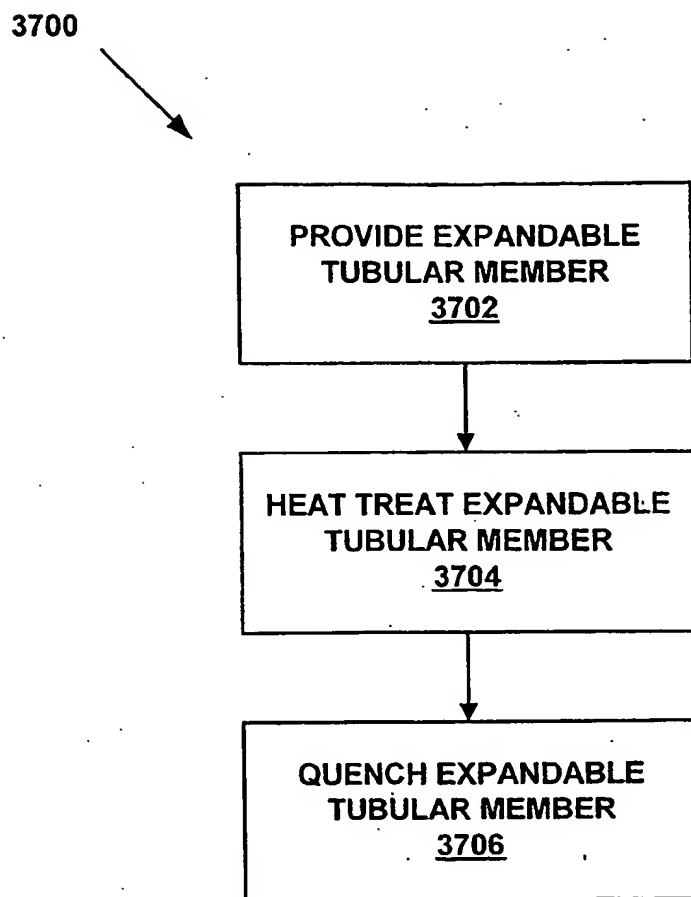 3700
PROVIDE EXPANDABLE
TUBULAR MEMBER
3702
HEAT TREAT EXPANDABLE
TUBULAR MEMBER
3704
QUENCH EXPANDABLE
TUBULAR MEMBER
3706